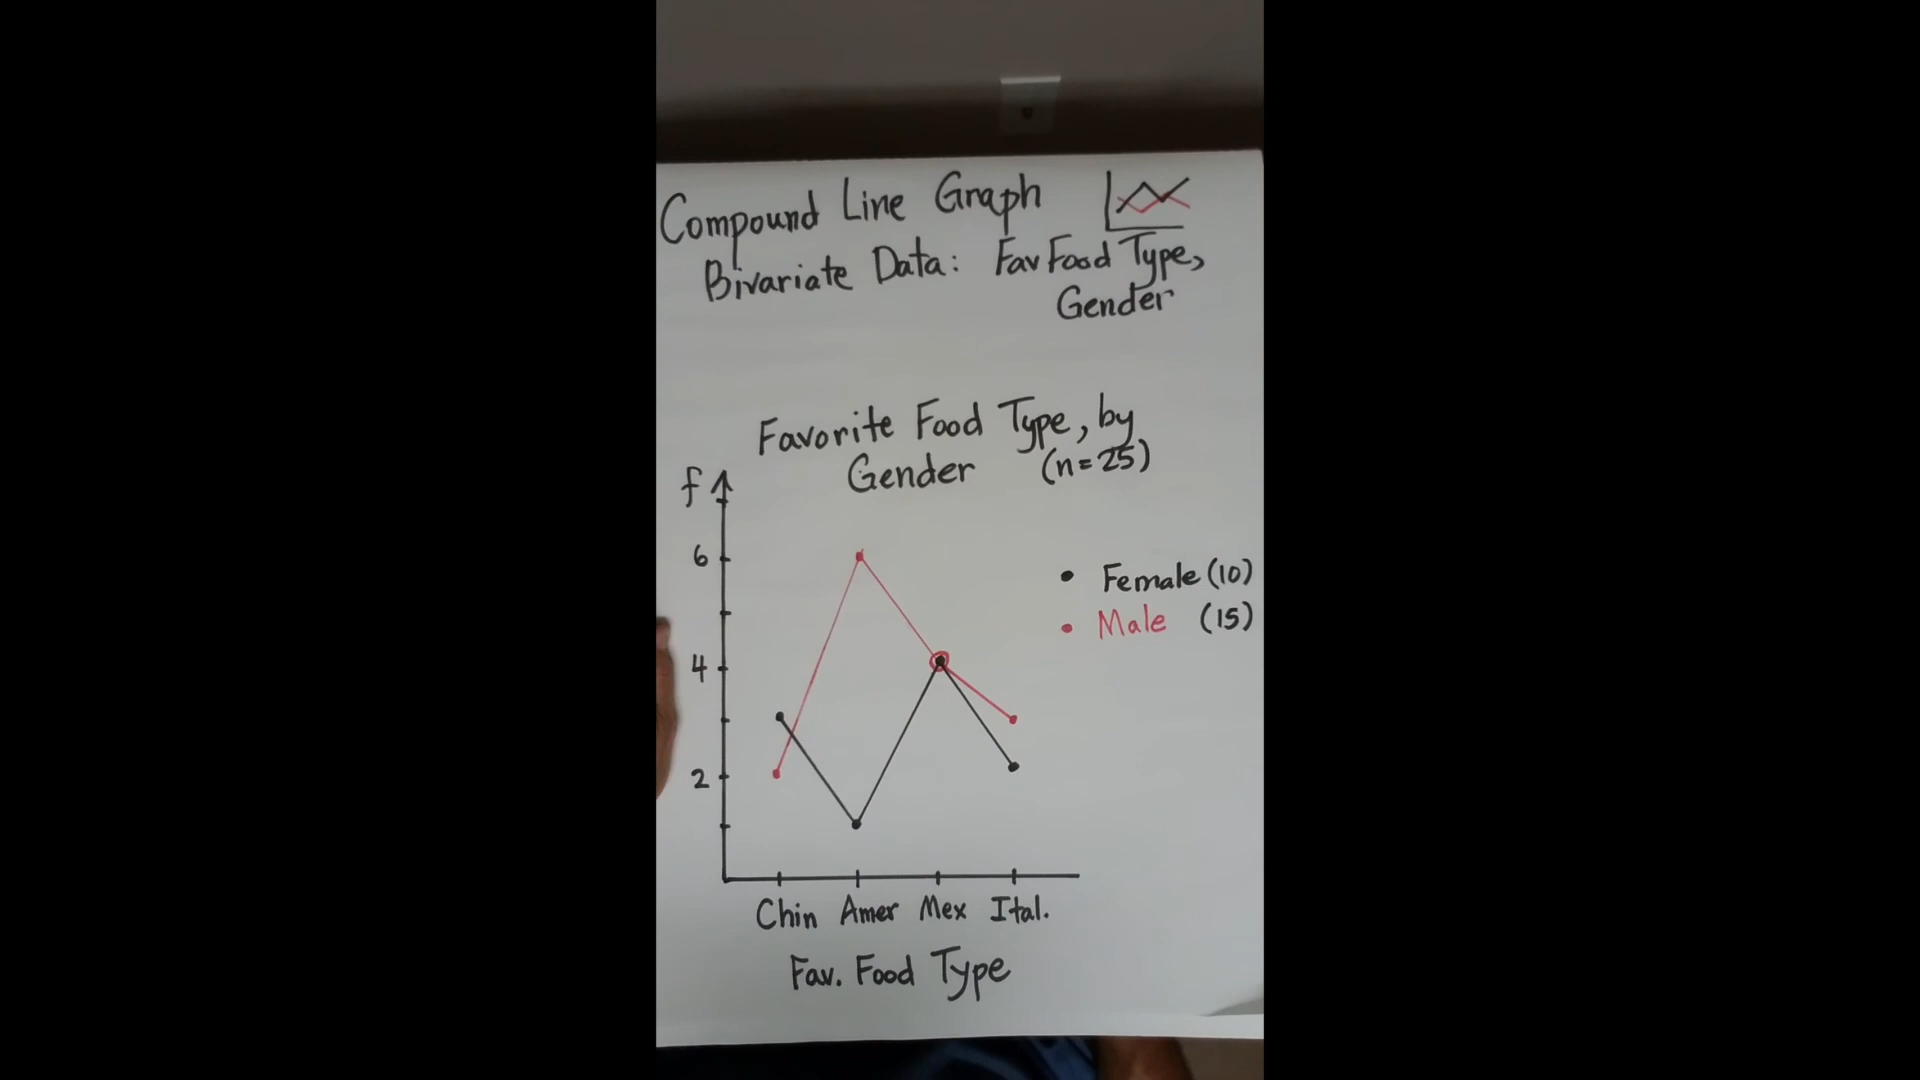 Compound Line Graph
Bivariate Data: Fav Food Type,
Gender
Favorite Food Type, by
Gender (n=25)
f
6
4
2
Female (10)
Male (15)
Chin Amer Mex Ital.
Fav. Food Type